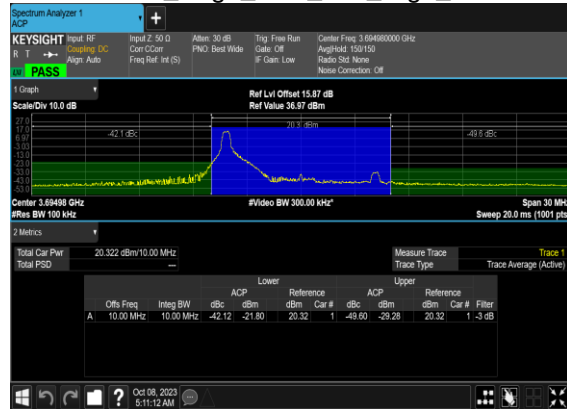 Spectrum Analyzer 1
ACP
+
KEYSIGHT Input: RF Input Z: 50 Ω Atten: 30 dB Trig: Free Run Center Freq: 3.694980000 GHz
R T Coupling: DC Corr CCorr PNO: Best Wide Gate: Off Avg|Hold: 150/150
Align: Auto Freq Ref: Int (S) IF Gain: Low Radio Std: None
PASS Noise Correction: Off
1 Graph Ref Lvl Offset 15.87 dB
Scale/Div 10.0 dB Ref Value 36.97 dBm
27.0
17.0 -42.1 dBc 20.3 dBm -49.6 dBc
6.97
-3.03
-13.0
-23.0
-33.0
-43.0
-53.0
Center 3.69498 GHz #Video BW 300.00 kHz* Span 30 MHz
#Res BW 100 kHz Sweep 20.0 ms (1001 pts
2 Metrics
Total Car Pwr 20.322 dBm/10.00 MHz Measure Trace Trace 1
Total PSD --- Trace Type Trace Average (Active)
Lower Upper
ACP Reference ACP Reference
Offs Freq Integ BW dBc dBm dBm Car # dBc dBm dBm Car # Filter
A 10.00 MHz 10.00 MHz -42.12 -21.80 20.32 1 -49.60 -29.28 20.32 1 -3 dB
? Oct 08, 2023
5:11:12 AM